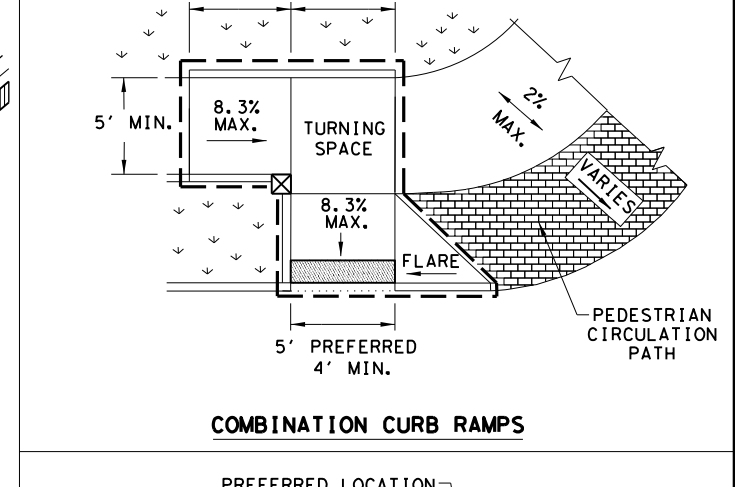 5' MIN.
8.3%
MAX.
TURNING
SPACE
2%
MAX.
VARIES
8.3%
MAX.
FLARE
PEDESTRIAN
CIRCULATION
PATH
5' PREFERRED
4' MIN.
COMBINATION CURB RAMPS
PREFERRED LOCATION